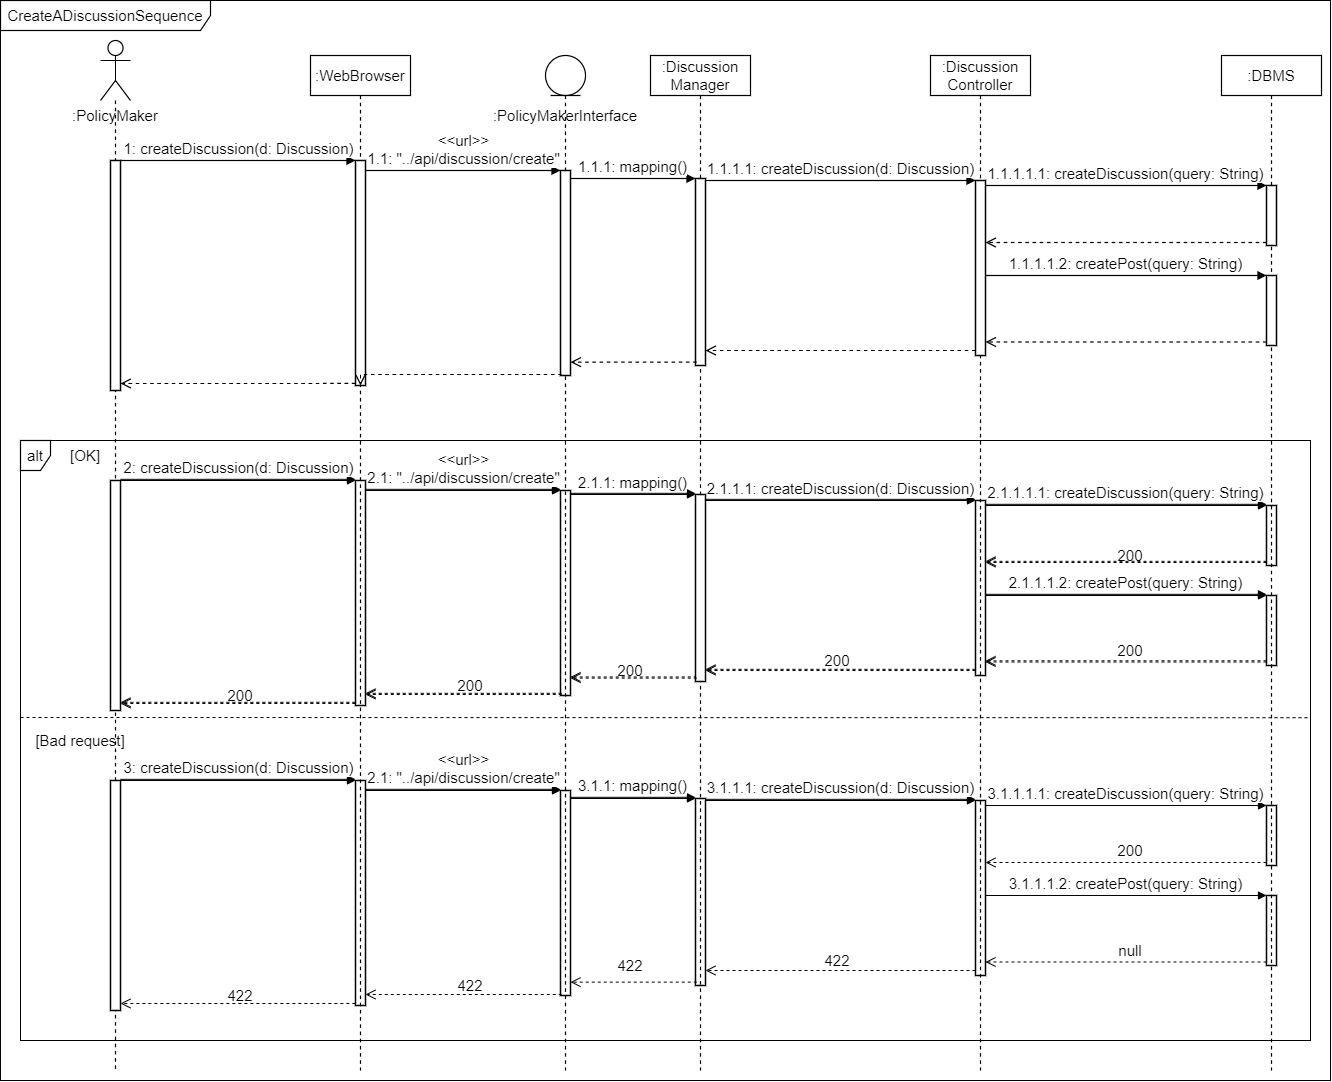 CreateADiscussionSequence
:PolicyMaker
:WebBrowser
:PolicyMakerInterface
:Discussion
Manager
:Discussion
Controller
:DBMS
1: createDiscussion(d: Discussion)
<<url>>
1.1: "../api/discussion/create"
1.1.1: mapping()
1.1.1.1: createDiscussion(d: Discussion)
1.1.1.1.1: createDiscussion(query: String)
1.1.1.1.2: createPost(query: String)
alt
[OK]
2: createDiscussion(d: Discussion)
<<url>>
2.1: "../api/discussion/create"
2.1.1: mapping()
2.1.1.1: createDiscussion(d: Discussion)
2.1.1.1.1: createDiscussion(query: String)
200
2.1.1.1.2: createPost(query: String)
200
200
200
200
200
[Bad request]
3: createDiscussion(d: Discussion)
<<url>>
2.1: "../api/discussion/create"
3.1.1: mapping()
3.1.1.1: createDiscussion(d: Discussion)
3.1.1.1.1: createDiscussion(query: String)
200
3.1.1.1.2: createPost(query: String)
null
422
422
422
422